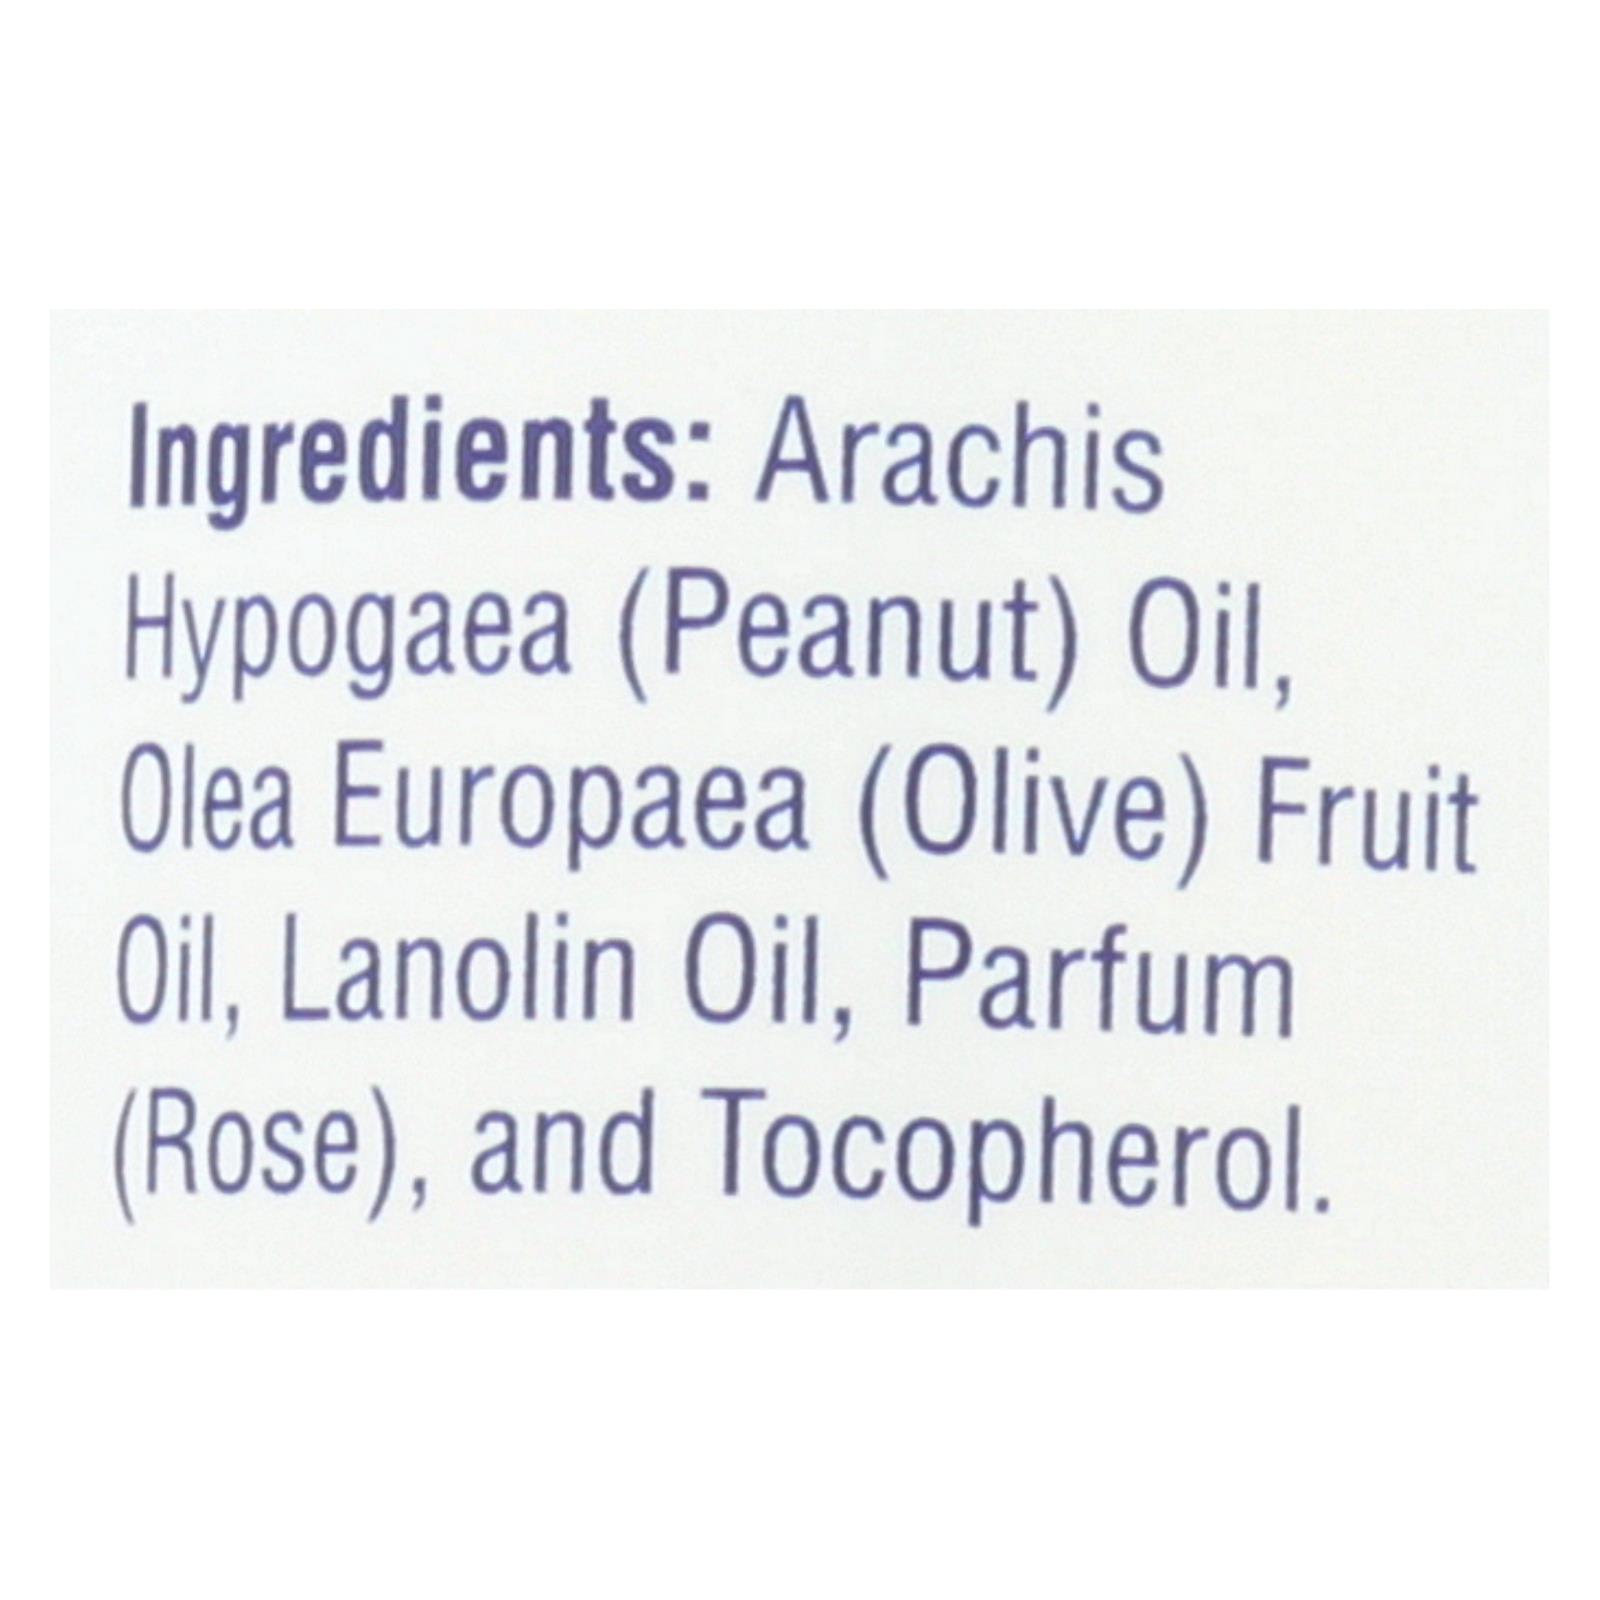 Ingredients: Arachis
Hypogaea (Peanut) Oil,
Olea Europaea (Olive) Fruit
Oil, Lanolin Oil, Parfum
(Rose), and Tocopherol.